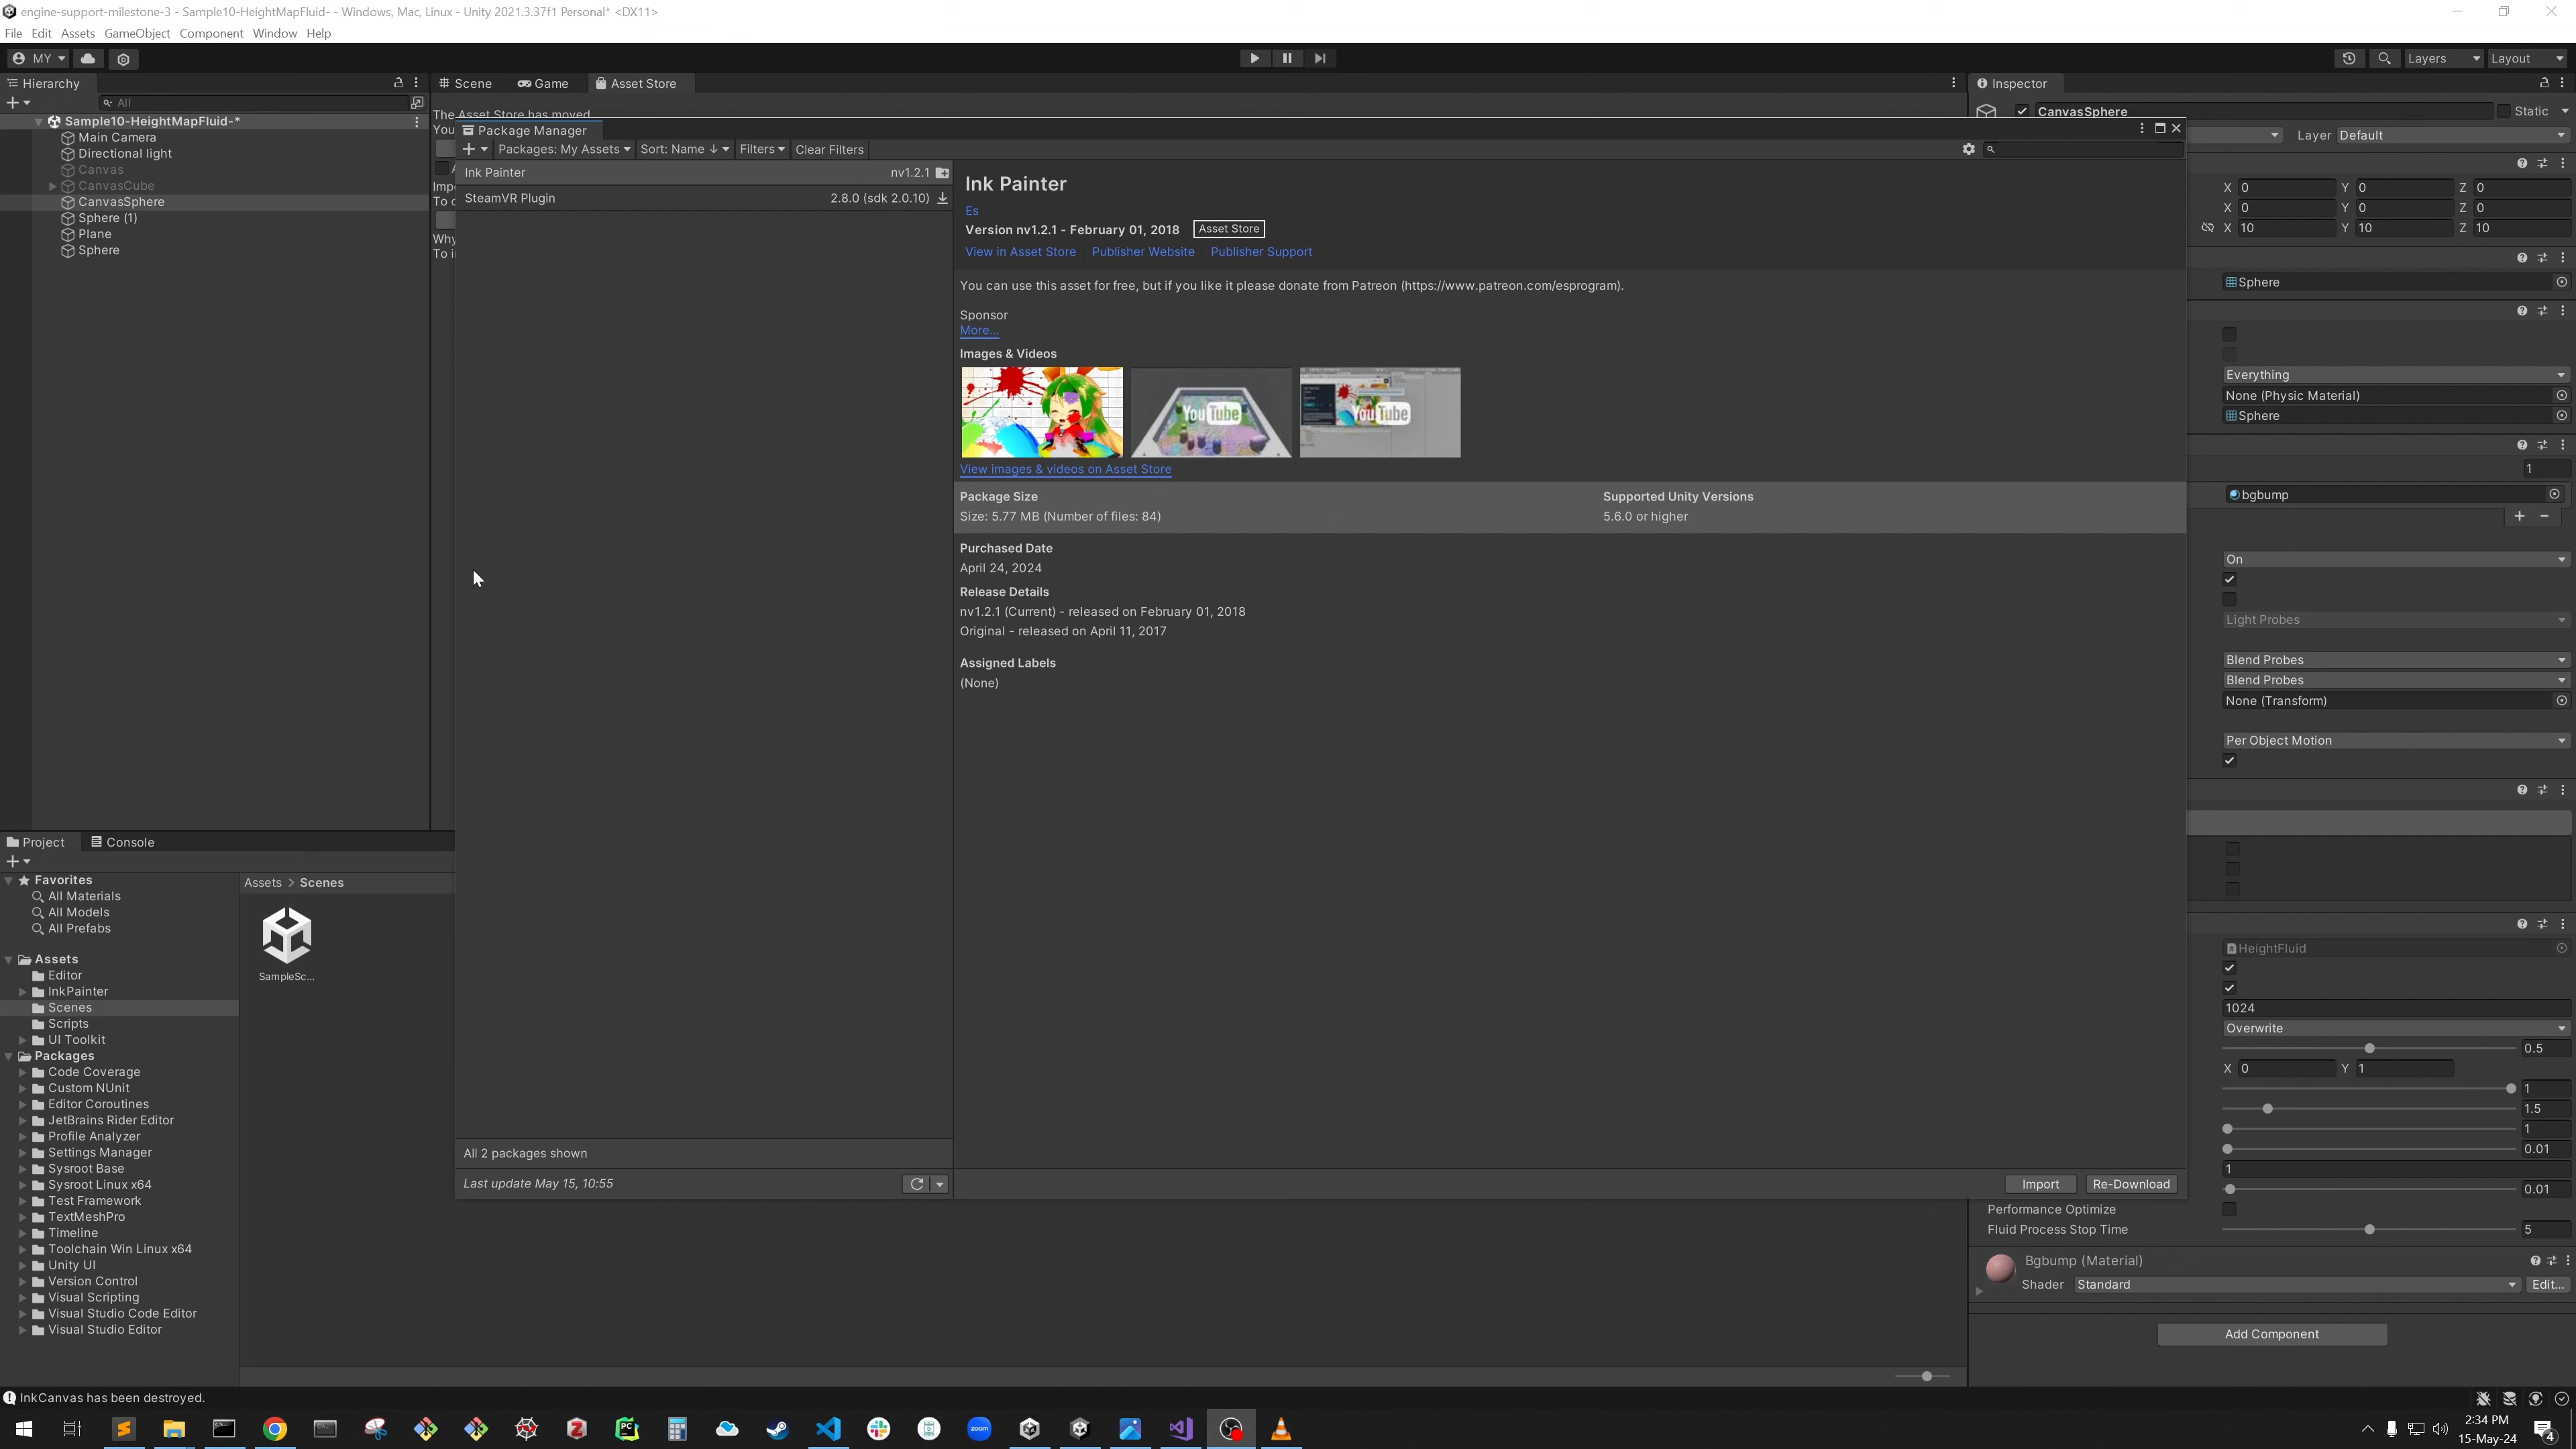 engine-support-milestone-3 - Sample10-HeightMapFluid- - Windows, Mac, Linux - Unity 2021.3.37f1 Personal* <DX11>
File Edit Assets GameObject Component Window Help
MY Layers Layout
Hierarchy
All
Sample10-HeightMapFluid-*
Main Camera
Directional light
Canvas
CanvasCube
CanvasSphere
Sphere (1)
Plane
Sphere
Scene Game Asset Store
The Asset Store has moved
You
Impo
To c
Why
To i
Package Manager
Packages: My Assets Sort: Name ↓ Filters Clear Filters
Ink Painter nv1.2.1
SteamVR Plugin 2.8.0 (sdk 2.0.10)
All 2 packages shown
Last update May 15, 10:55
Ink Painter
Es
Version nv1.2.1 - February 01, 2018 Asset Store
View in Asset Store Publisher Website Publisher Support
You can use this asset for free, but if you like it please donate from Patreon (https://www.patreon.com/esprogram).
Sponsor
More...
Images & Videos
YouTube YouTube
View images & videos on Asset Store
Package Size Supported Unity Versions
Size: 5.77 MB (Number of files: 84) 5.6.0 or higher
Purchased Date
April 24, 2024
Release Details
nv1.2.1 (Current) - released on February 01, 2018
Original - released on April 11, 2017
Assigned Labels
(None)
Import Re-Download
Inspector
CanvasSphere Static
Layer Default
X 0 Y 0 Z 0
X 0 Y 0 Z 0
X 10 Y 10 Z 10
Sphere
Everything
None (Physic Material)
Sphere
1
bgbump
On
Light Probes
Blend Probes
Blend Probes
None (Transform)
Per Object Motion
HeightFluid
1024
Overwrite
0.5
X 0 Y 1
1
1.5
1
0.01
1
0.01
Performance Optimize
Fluid Process Stop Time 5
Bgbump (Material)
Shader Standard Edit...
Add Component
Project Console
Favorites
All Materials
All Models
All Prefabs
Assets
Editor
InkPainter
Scenes
Scripts
UI Toolkit
Packages
Code Coverage
Custom NUnit
Editor Coroutines
JetBrains Rider Editor
Profile Analyzer
Settings Manager
Sysroot Base
Sysroot Linux x64
Test Framework
TextMeshPro
Timeline
Toolchain Win Linux x64
Unity UI
Version Control
Visual Scripting
Visual Studio Code Editor
Visual Studio Editor
Assets > Scenes
SampleSc...
InkCanvas has been destroyed.
PC
zoom
2:34 PM
15-May-24
4